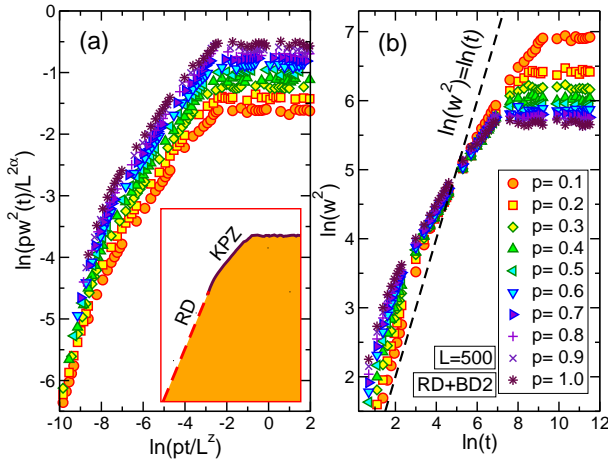 (a)
ln(pw²(t)/L²ᵅ)
0
-1
-2
-3
-4
-5
-6
-10
-8
-6
-4
-2
0
2
ln(pt/Lᶻ)
RD
KPZ
(b)
ln(w²)=ln(t)
ln(w²)
7
6
5
4
3
2
2
4
6
8
10
12
ln(t)
p= 0.1
p= 0.2
p= 0.3
p= 0.4
p= 0.5
p= 0.6
p= 0.7
p= 0.8
p= 0.9
p= 1.0
L=500
RD+BD2